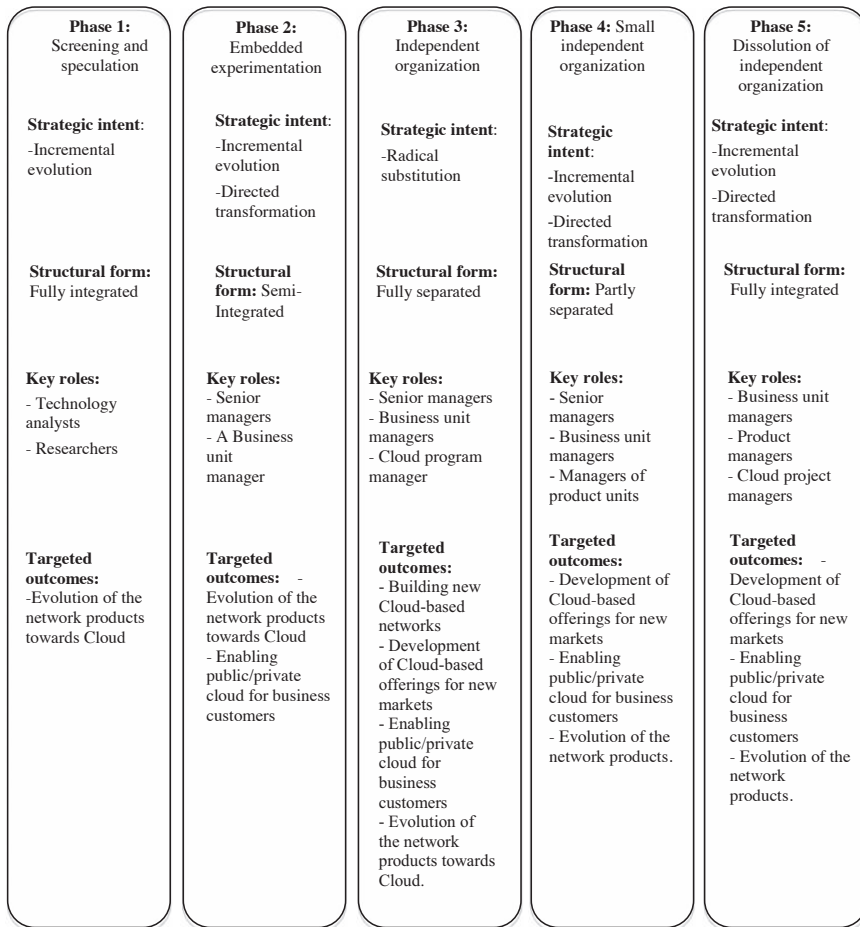 Phase 1:
Screening and
speculation
Strategic intent:
-Incremental
evolution
Structural form:
Fully integrated
Key roles:
- Technology
analysts
- Researchers
Targeted
outcomes:
-Evolution of the
network products
towards Cloud
Phase 2:
Embedded
experimentation
Strategic intent:
-Incremental
evolution
-Directed
transformation
Structural
form: Semi-
Integrated
Key roles:
- Senior
managers
- A Business
unit
manager
Targeted
outcomes: -
Evolution of the
network products
towards Cloud
- Enabling
public/private
cloud for business
customers
Phase 3:
Independent
organization
Strategic intent:
-Radical
substitution
Structural form:
Fully separated
Key roles:
- Senior managers
- Business unit
managers
- Cloud program
manager
Targeted
outcomes:
- Building new
Cloud-based
networks
- Development
of Cloud-based
offerings for new
markets
- Enabling
public/private
cloud for
business
customers
- Evolution of
the network
products towards
Cloud.
Phase 4: Small
independent
organization
Strategic
intent:
-Incremental
evolution
-Directed
transformation
Structural
form: Partly
separated
Key roles:
- Senior
managers
- Business unit
managers
- Managers of
product units
Targeted
outcomes:
- Development of
Cloud-based
offerings for new
markets
- Enabling
public/private
cloud for business
customers
- Evolution of the
network products.
Phase 5:
Dissolution of
independent
organization
Strategic intent:
-Incremental
evolution
-Directed
transformation
Structural form:
Fully integrated
Key roles:
- Business unit
managers
- Product
managers
- Cloud project
managers
Targeted
outcomes: -
Development of
Cloud-based
offerings for new
markets
- Enabling
public/private
cloud for
business
customers
- Evolution of the
network
products.